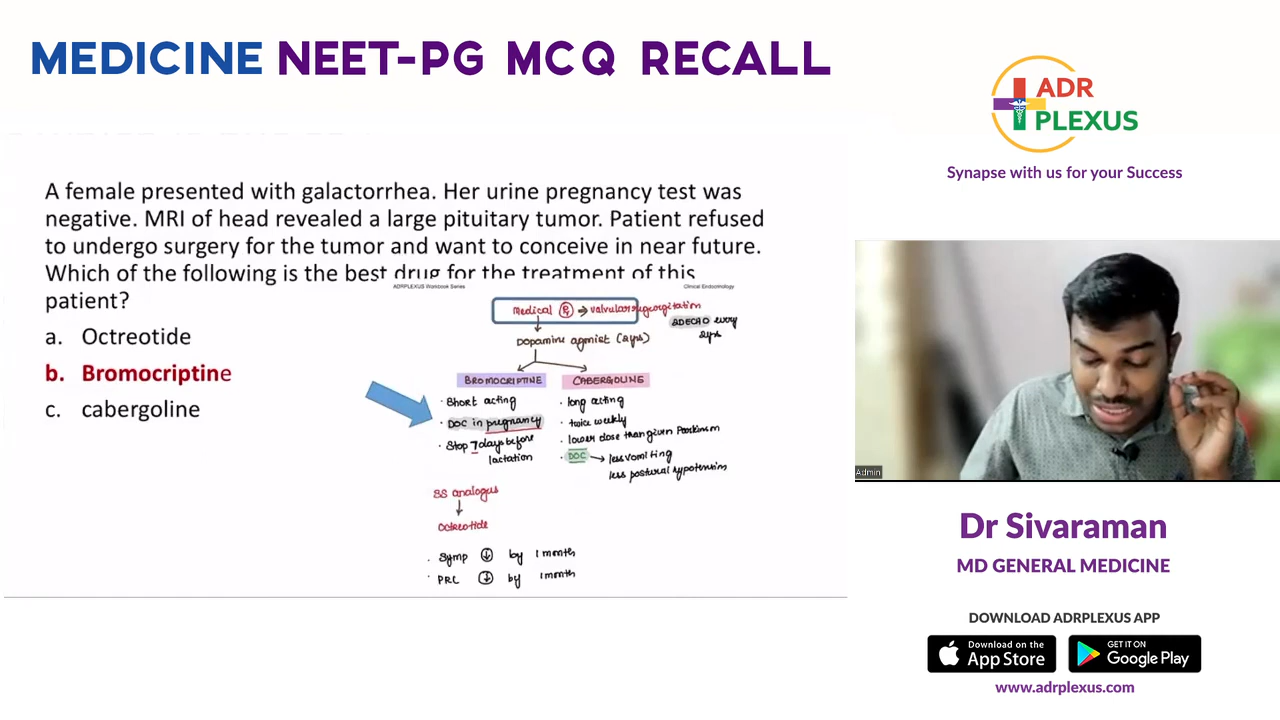 MEDICINE NEET-PG MCQ RECALL
ADR
PLEXUS
Synapse with us for your Success
A female presented with galactorrhea. Her urine pregnancy test was
negative. MRI of head revealed a large pituitary tumor. Patient refused
to undergo surgery for the tumor and want to conceive in near future.
Which of the following is the best drug for the treatment of this
patient?
a. Octreotide
b. Bromocriptine
c. cabergoline
ADRPLEXUS Workbook Series
Clinical Endocrinology
Medical Rx → valvular regurgitation
2DECHO every
2yrs
Dopamine agonist (2yrs)
BROMOCRIPTINE
· Short acting
· DOC in pregnancy
· Stop 7days before
lactation
CABERGOLINE
· long acting
· twice weekly
· lower dose than given Parkinsm
· DOC → less vomiting
less postural hypotension
SS analogus
↓
Octreotide
· Symp ↓ by 1 month
· PRL ↓ by 1 month
Admin
Dr Sivaraman
MD GENERAL MEDICINE
DOWNLOAD ADRPLEXUS APP
Download on the
App Store
GET IT ON
Google Play
www.adrplexus.com